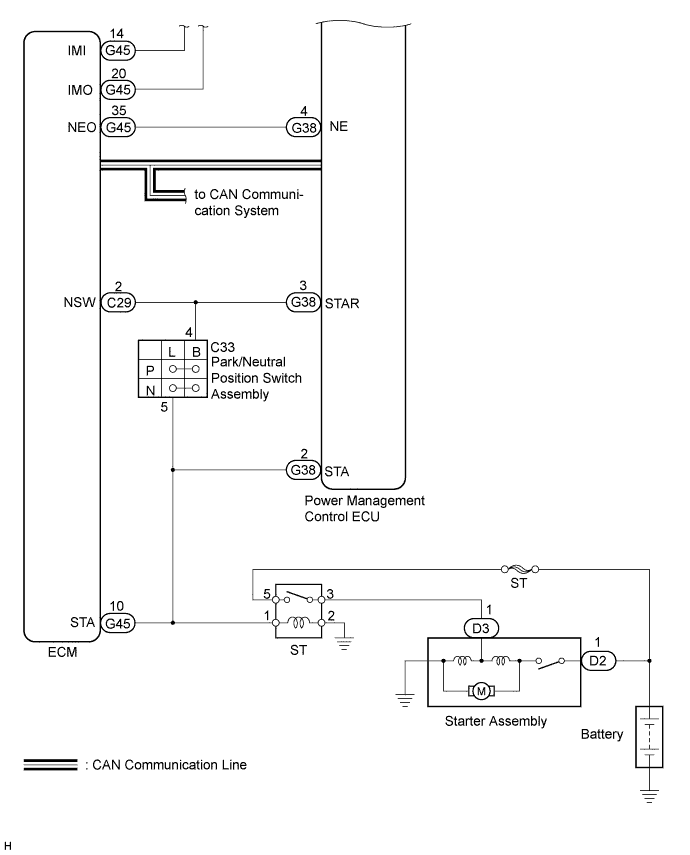 14
IMI
G45
20
IMO
G45
35
NEO
G45
4
G38
NE
to CAN Communi-
cation System
2
NSW
C29
3
G38
STAR
4
L B
P
N
C33
Park/Neutral
Position Switch
Assembly
5
2
G38
STA
Power Management
Control ECU
ST
5
3
1
2
ST
10
STA
G45
ECM
1
D3
1
D2
M
Starter Assembly
Battery
: CAN Communication Line
H